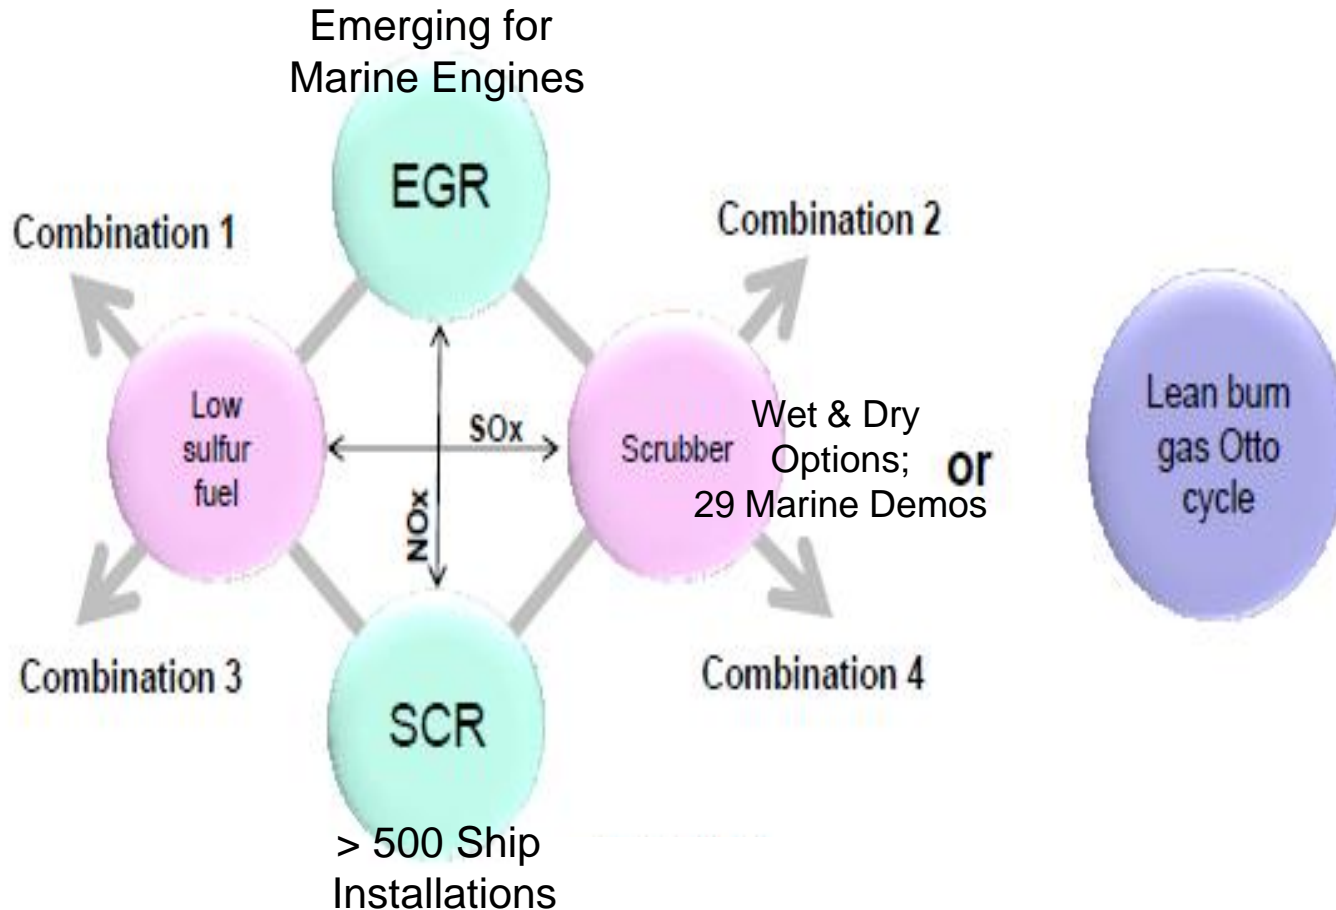 Emerging for
Marine Engines
EGR
Combination 1
Combination 2
Low
sulfur
fuel
SOx
NOx
Scrubber
Wet & Dry
Options;
29 Marine Demos
or
Lean burn
gas Otto
cycle
Combination 3
Combination 4
SCR
> 500 Ship
Installations